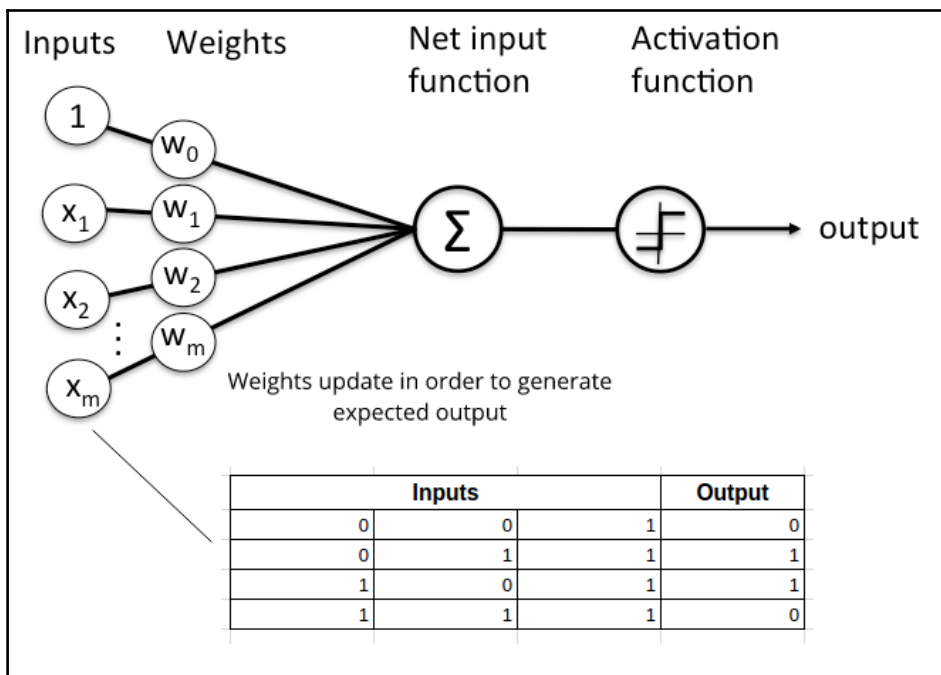 Inputs Weights Net input function Activation function
1
w0
x1 w1
Σ
output
x2 w2
⋮
xm wm
Weights update in order to generate
expected output
Inputs Output
0 0 1 0
0 1 1 1
1 0 1 1
1 1 1 0